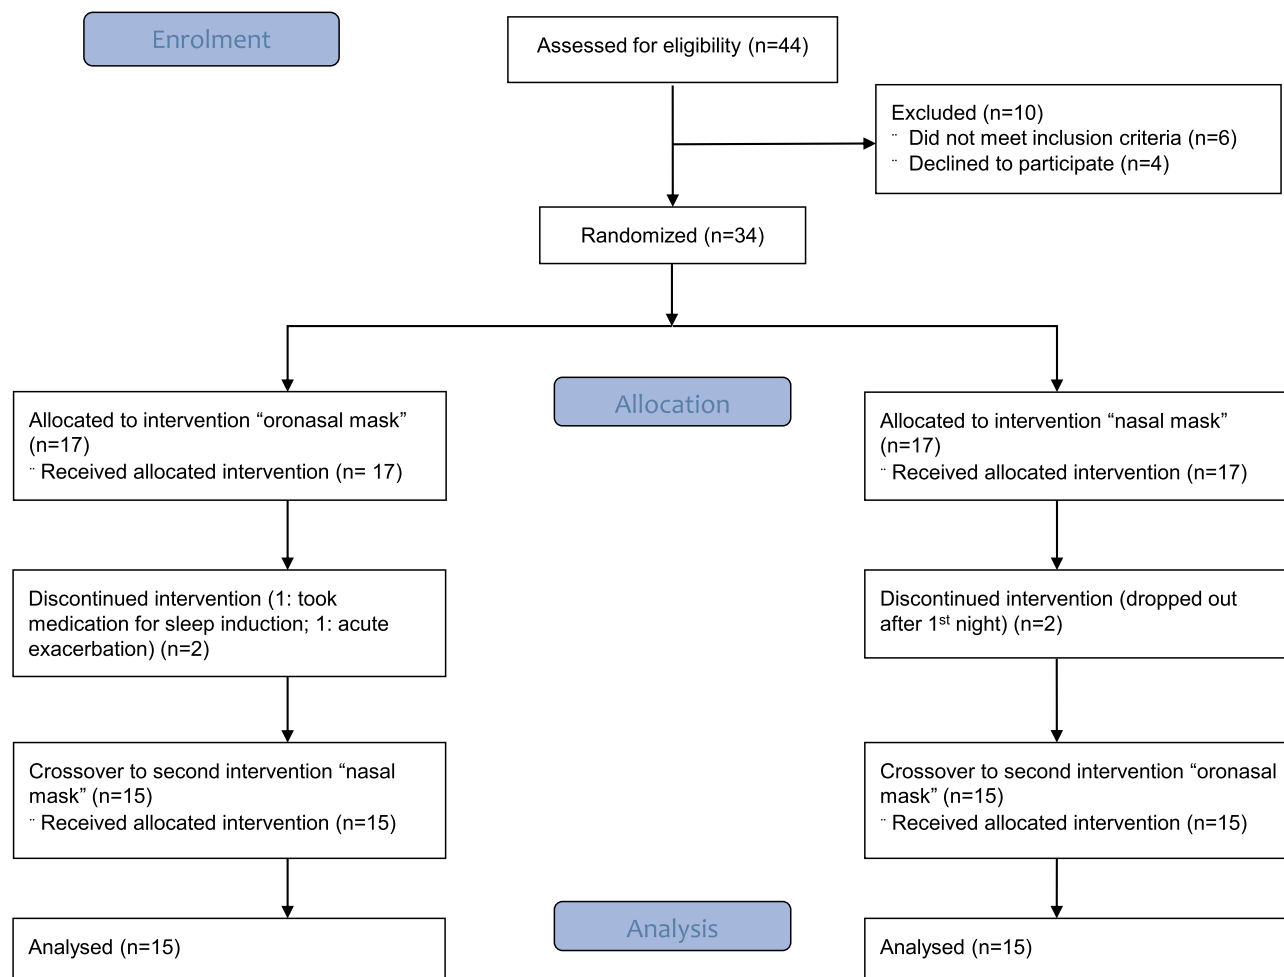 Enrolment
Assessed for eligibility (n=44)
Excluded (n=10)
¨ Did not meet inclusion criteria (n=6)
¨ Declined to participate (n=4)
Randomized (n=34)
Allocation
Allocated to intervention “oronasal mask”
(n=17)
¨ Received allocated intervention (n= 17)
Allocated to intervention “nasal mask”
(n=17)
¨ Received allocated intervention (n=17)
Discontinued intervention (1: took
medication for sleep induction; 1: acute
exacerbation) (n=2)
Discontinued intervention (dropped out
after 1st night) (n=2)
Crossover to second intervention “nasal
mask” (n=15)
¨ Received allocated intervention (n=15)
Crossover to second intervention “oronasal
mask” (n=15)
¨ Received allocated intervention (n=15)
Analysis
Analysed (n=15)
Analysed (n=15)